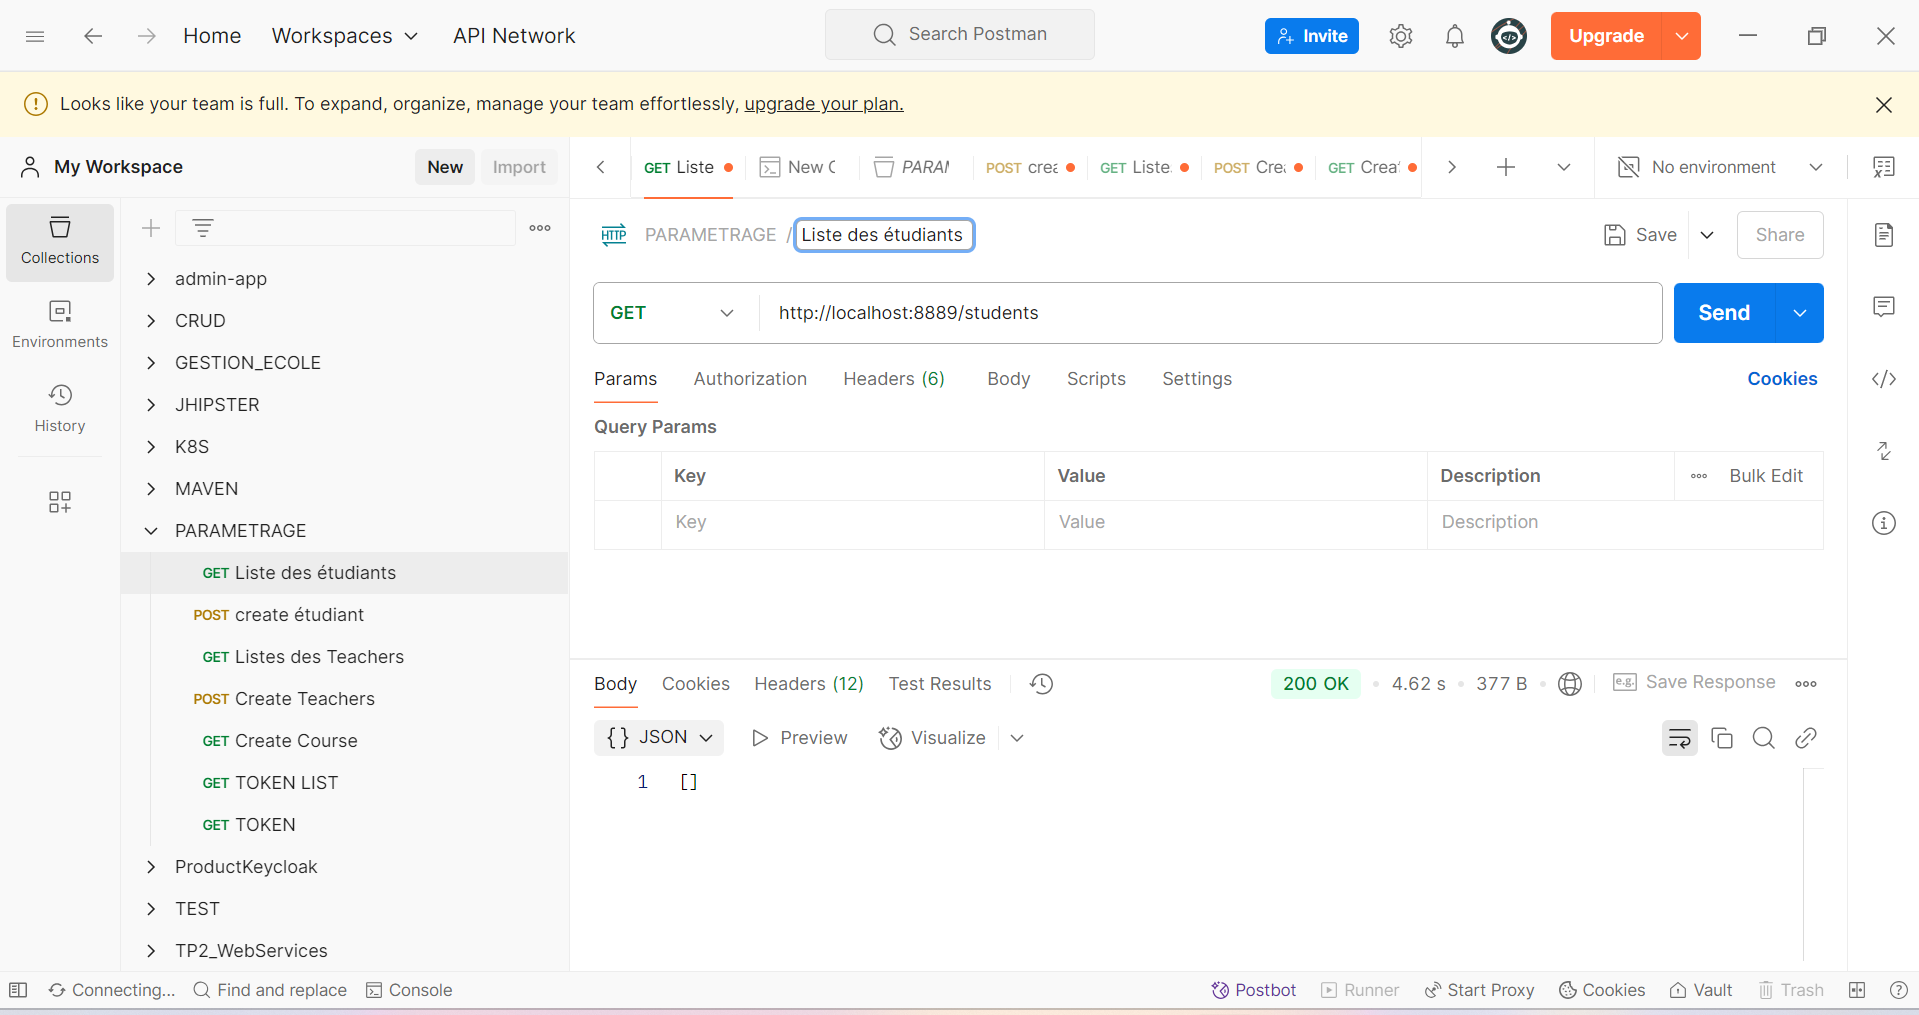 Home Workspaces API Network Search Postman Invite Upgrade
Looks like your team is full. To expand, organize, manage your team effortlessly, upgrade your plan.
My Workspace New Import
GET Liste New C PARAM POST crea GET Liste. POST Crea GET Creat No environment
Collections
Environments
History
admin-app
CRUD
GESTION_ECOLE
JHIPSTER
K8S
MAVEN
PARAMETRAGE
GET Liste des étudiants
POST create étudiant
GET Listes des Teachers
POST Create Teachers
GET Create Course
GET TOKEN LIST
GET TOKEN
ProductKeycloak
TEST
TP2_WebServices
HTTP PARAMETRAGE / Liste des étudiants Save Share
GET http://localhost:8889/students Send
Params Authorization Headers (6) Body Scripts Settings Cookies
Query Params
Key Value Description Bulk Edit
Key Value Description
Body Cookies Headers (12) Test Results 200 OK 4.62 s 377 B e.g. Save Response
{} JSON Preview Visualize
1 []
Connecting... Find and replace Console Postbot Runner Start Proxy Cookies Vault Trash